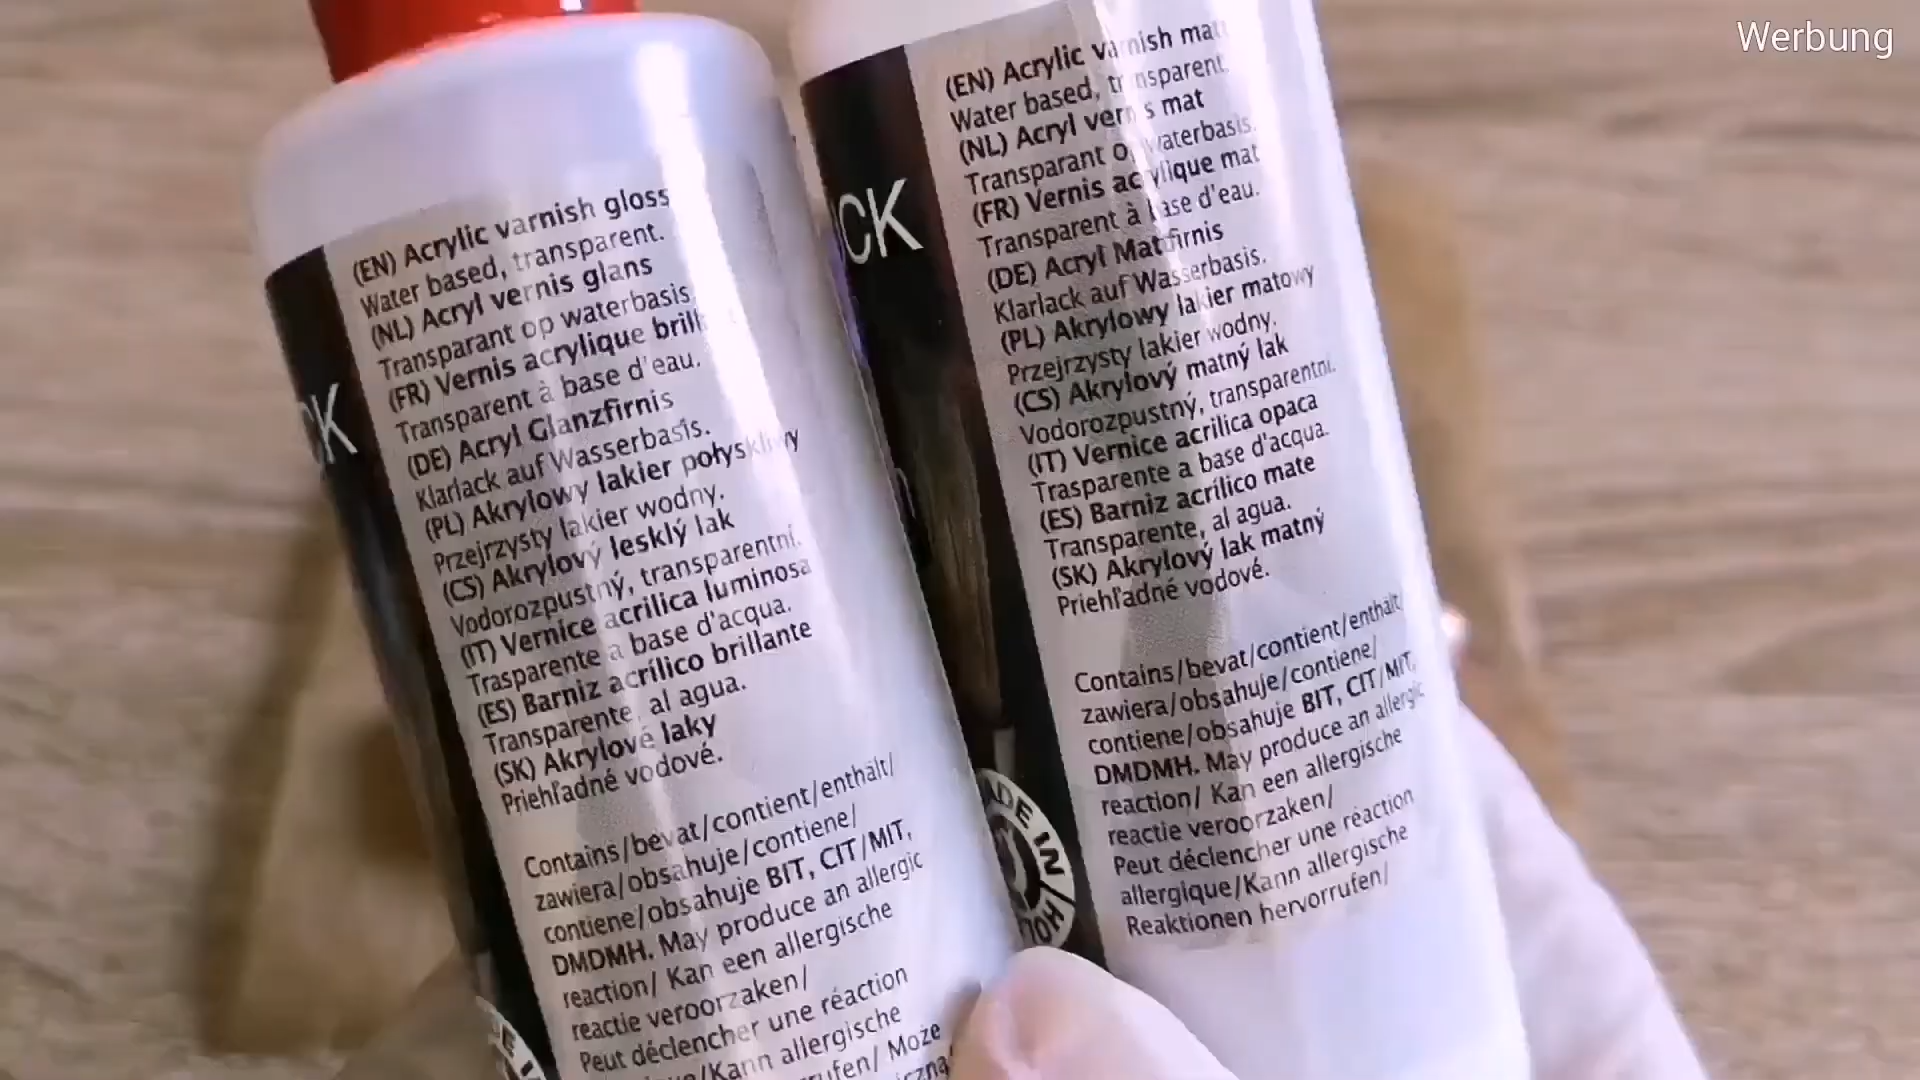 Werbung
CK
(EN) Acrylic varnish gloss
Water based, transparent.
(NL) Acryl vernis glans
Transparant op waterbasis
(FR) Vernis acrylique brill
Transparent à base d'eau.
(DE) Acryl Glanzfirnis
Klarlack auf Wasserbasis.
(PL) Akrylowy lakier połyskliwy
Przejrzysty lakier wodny.
(CS) Akrylový lesklý lak
Vodorozpustný, transparentní.
(IT) Vernice acrilica luminosa
Trasparente a base d'acqua.
(ES) Barniz acrílico brillante
Transparente, al agua.
(SK) Akrylové laky
Priehľadné vodové.
Contains/bevat/contient/enthält/
zawiera/obsahuje/contiene/
contiene/obsahuje BIT, CIT/MIT,
DMDMH. May produce an allergic
reaction/ Kan een allergische
reactie veroorzaken/
Peut déclencher une réaction
/Kann allergische
rufen/ Może
CK
(EN) Acrylic varnish mat
Water based, transparent.
(NL) Acryl vernis mat
Transparant op waterbasis.
(FR) Vernis acrylique mat
Transparent à base d'eau.
(DE) Acryl Mattfirnis
Klarlack auf Wasserbasis.
(PL) Akrylowy lakier matowy
Przejrzysty lakier wodny.
(CS) Akrylový matný lak
Vodorozpustný, transparentní.
(IT) Vernice acrilica opaca
Trasparente a base d'acqua.
(ES) Barniz acrílico mate
Transparente, al agua.
(SK) Akrylový lak matný
Priehľadné vodové.
Contains/bevat/contient/enthält/
zawiera/obsahuje/contiene/
contiene/obsahuje BIT, CIT/MIT,
DMDMH. May produce an allergic
reaction/ Kan een allergische
reactie veroorzaken/
Peut déclencher une réaction
allergique/Kann allergische
Reaktionen hervorrufen/
ADE IN HOL